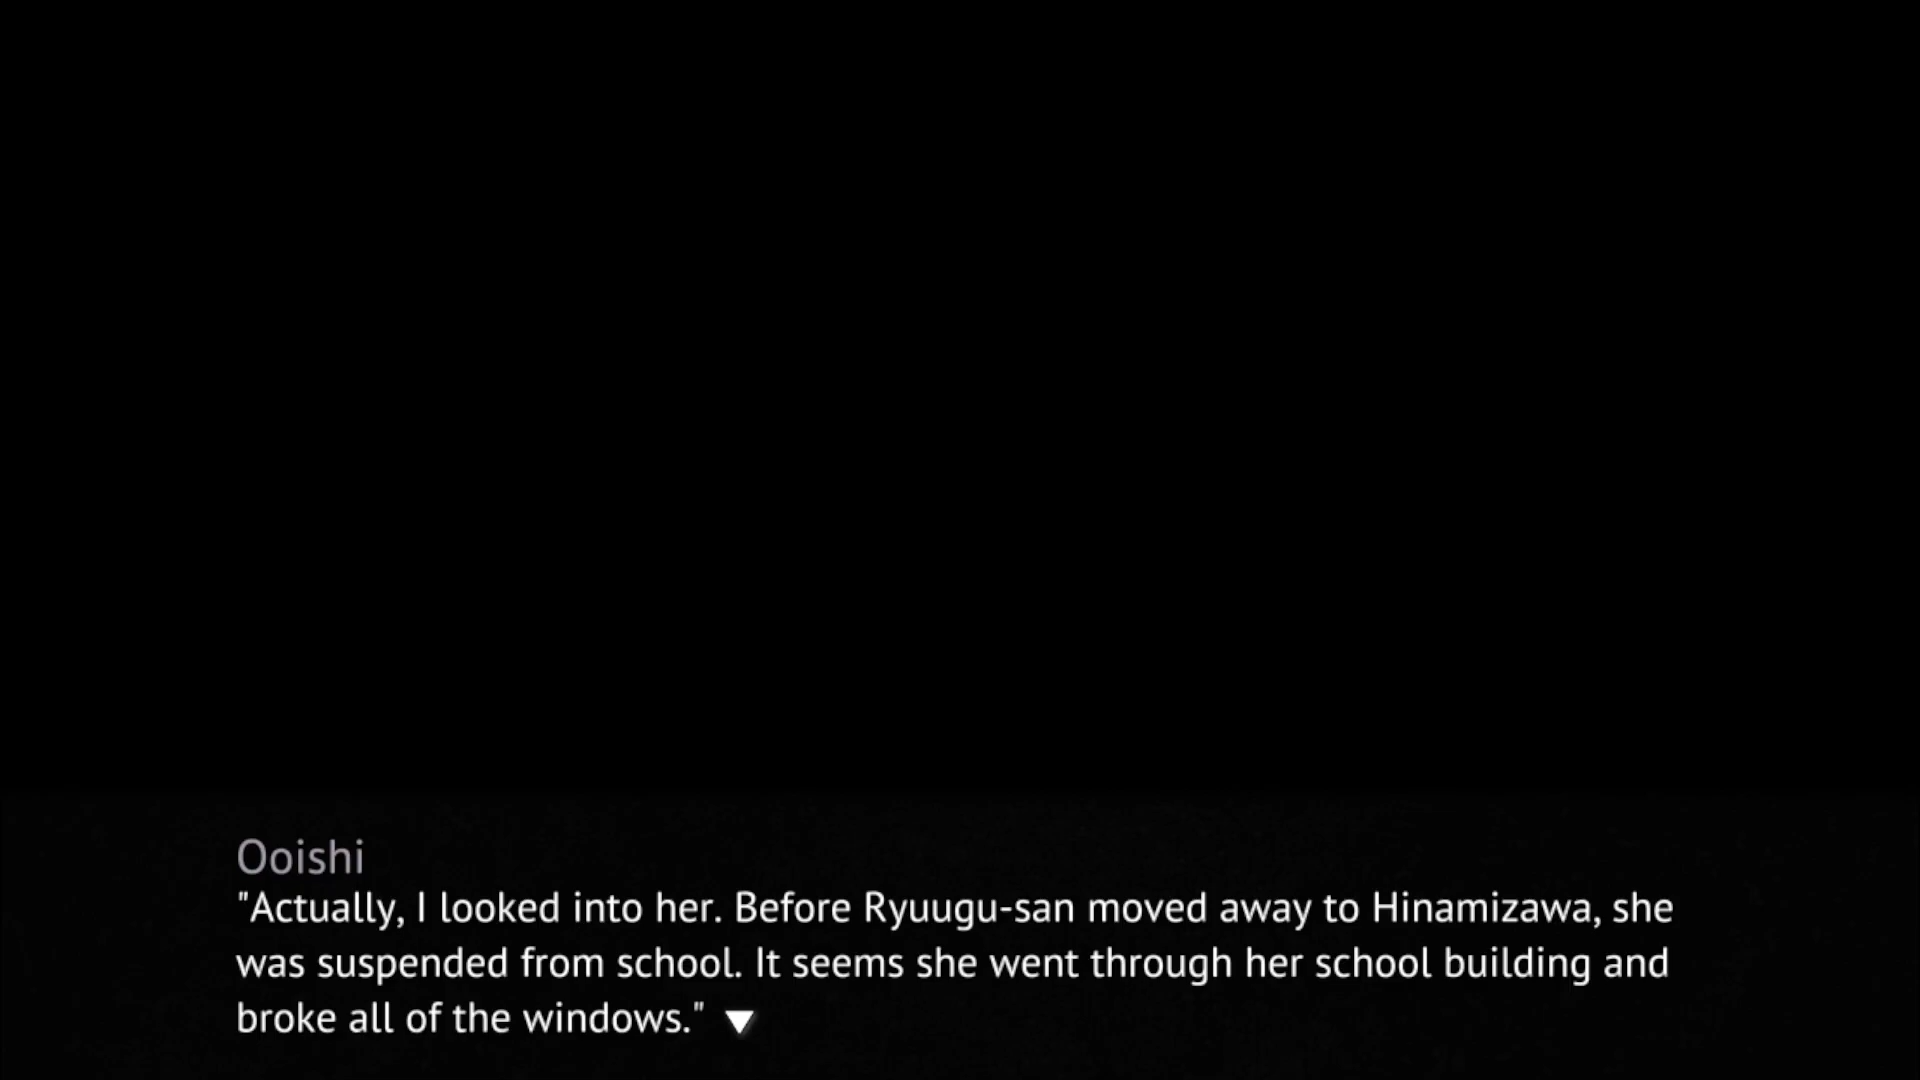 Ooishi
"Actually, I looked into her. Before Ryuugu-san moved away to Hinamizawa, she
was suspended from school. It seems she went through her school building and
broke all of the windows."